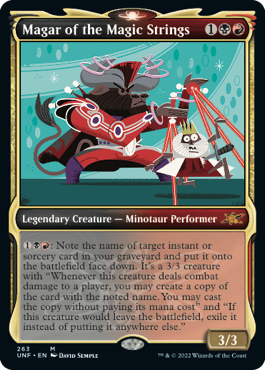 Magar of the Magic Strings 1
Legendary Creature — Minotaur Performer
1 : Note the name of target instant or
sorcery card in your graveyard and put it onto
the battlefield face down. It's a 3/3 creature
with "Whenever this creature deals combat
damage to a player, you may create a copy
of the card with the noted name. You may cast
the copy without paying its mana cost" and "If
this creature would leave the battlefield, exile it
instead of putting it anywhere else."
3/3
263 M
UNF • EN DAVID SEMPLE
™ & © 2022 Wizards of the Coast